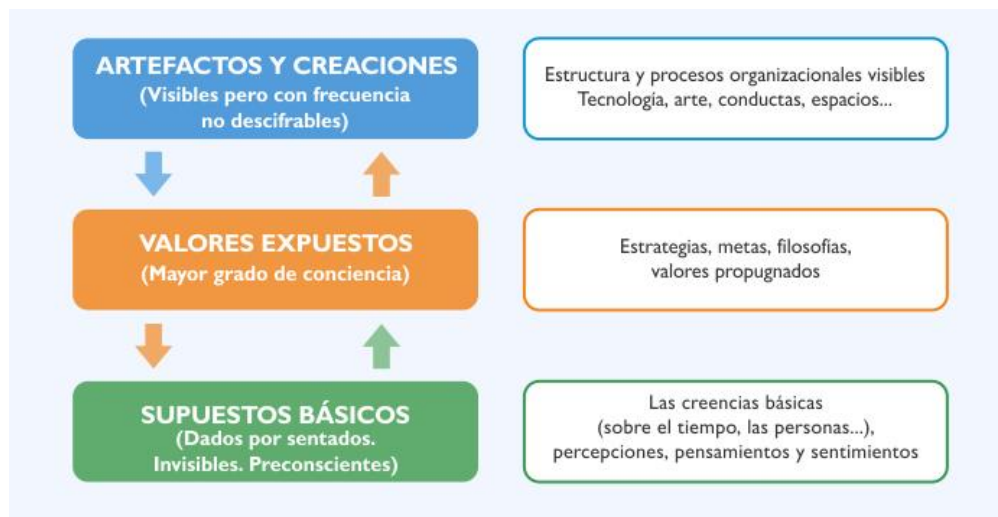 ARTEFACTOS Y CREACIONES
(Visibles pero con frecuencia
no descifrables)
Estructura y procesos organizacionales visibles
Tecnología, arte, conductas, espacios...
VALORES EXPUESTOS
(Mayor grado de conciencia)
Estrategias, metas, filosofías,
valores propugnados
SUPUESTOS BÁSICOS
(Dados por sentados.
Invisibles. Preconscientes)
Las creencias básicas
(sobre el tiempo, las personas...),
percepciones, pensamientos y sentimientos